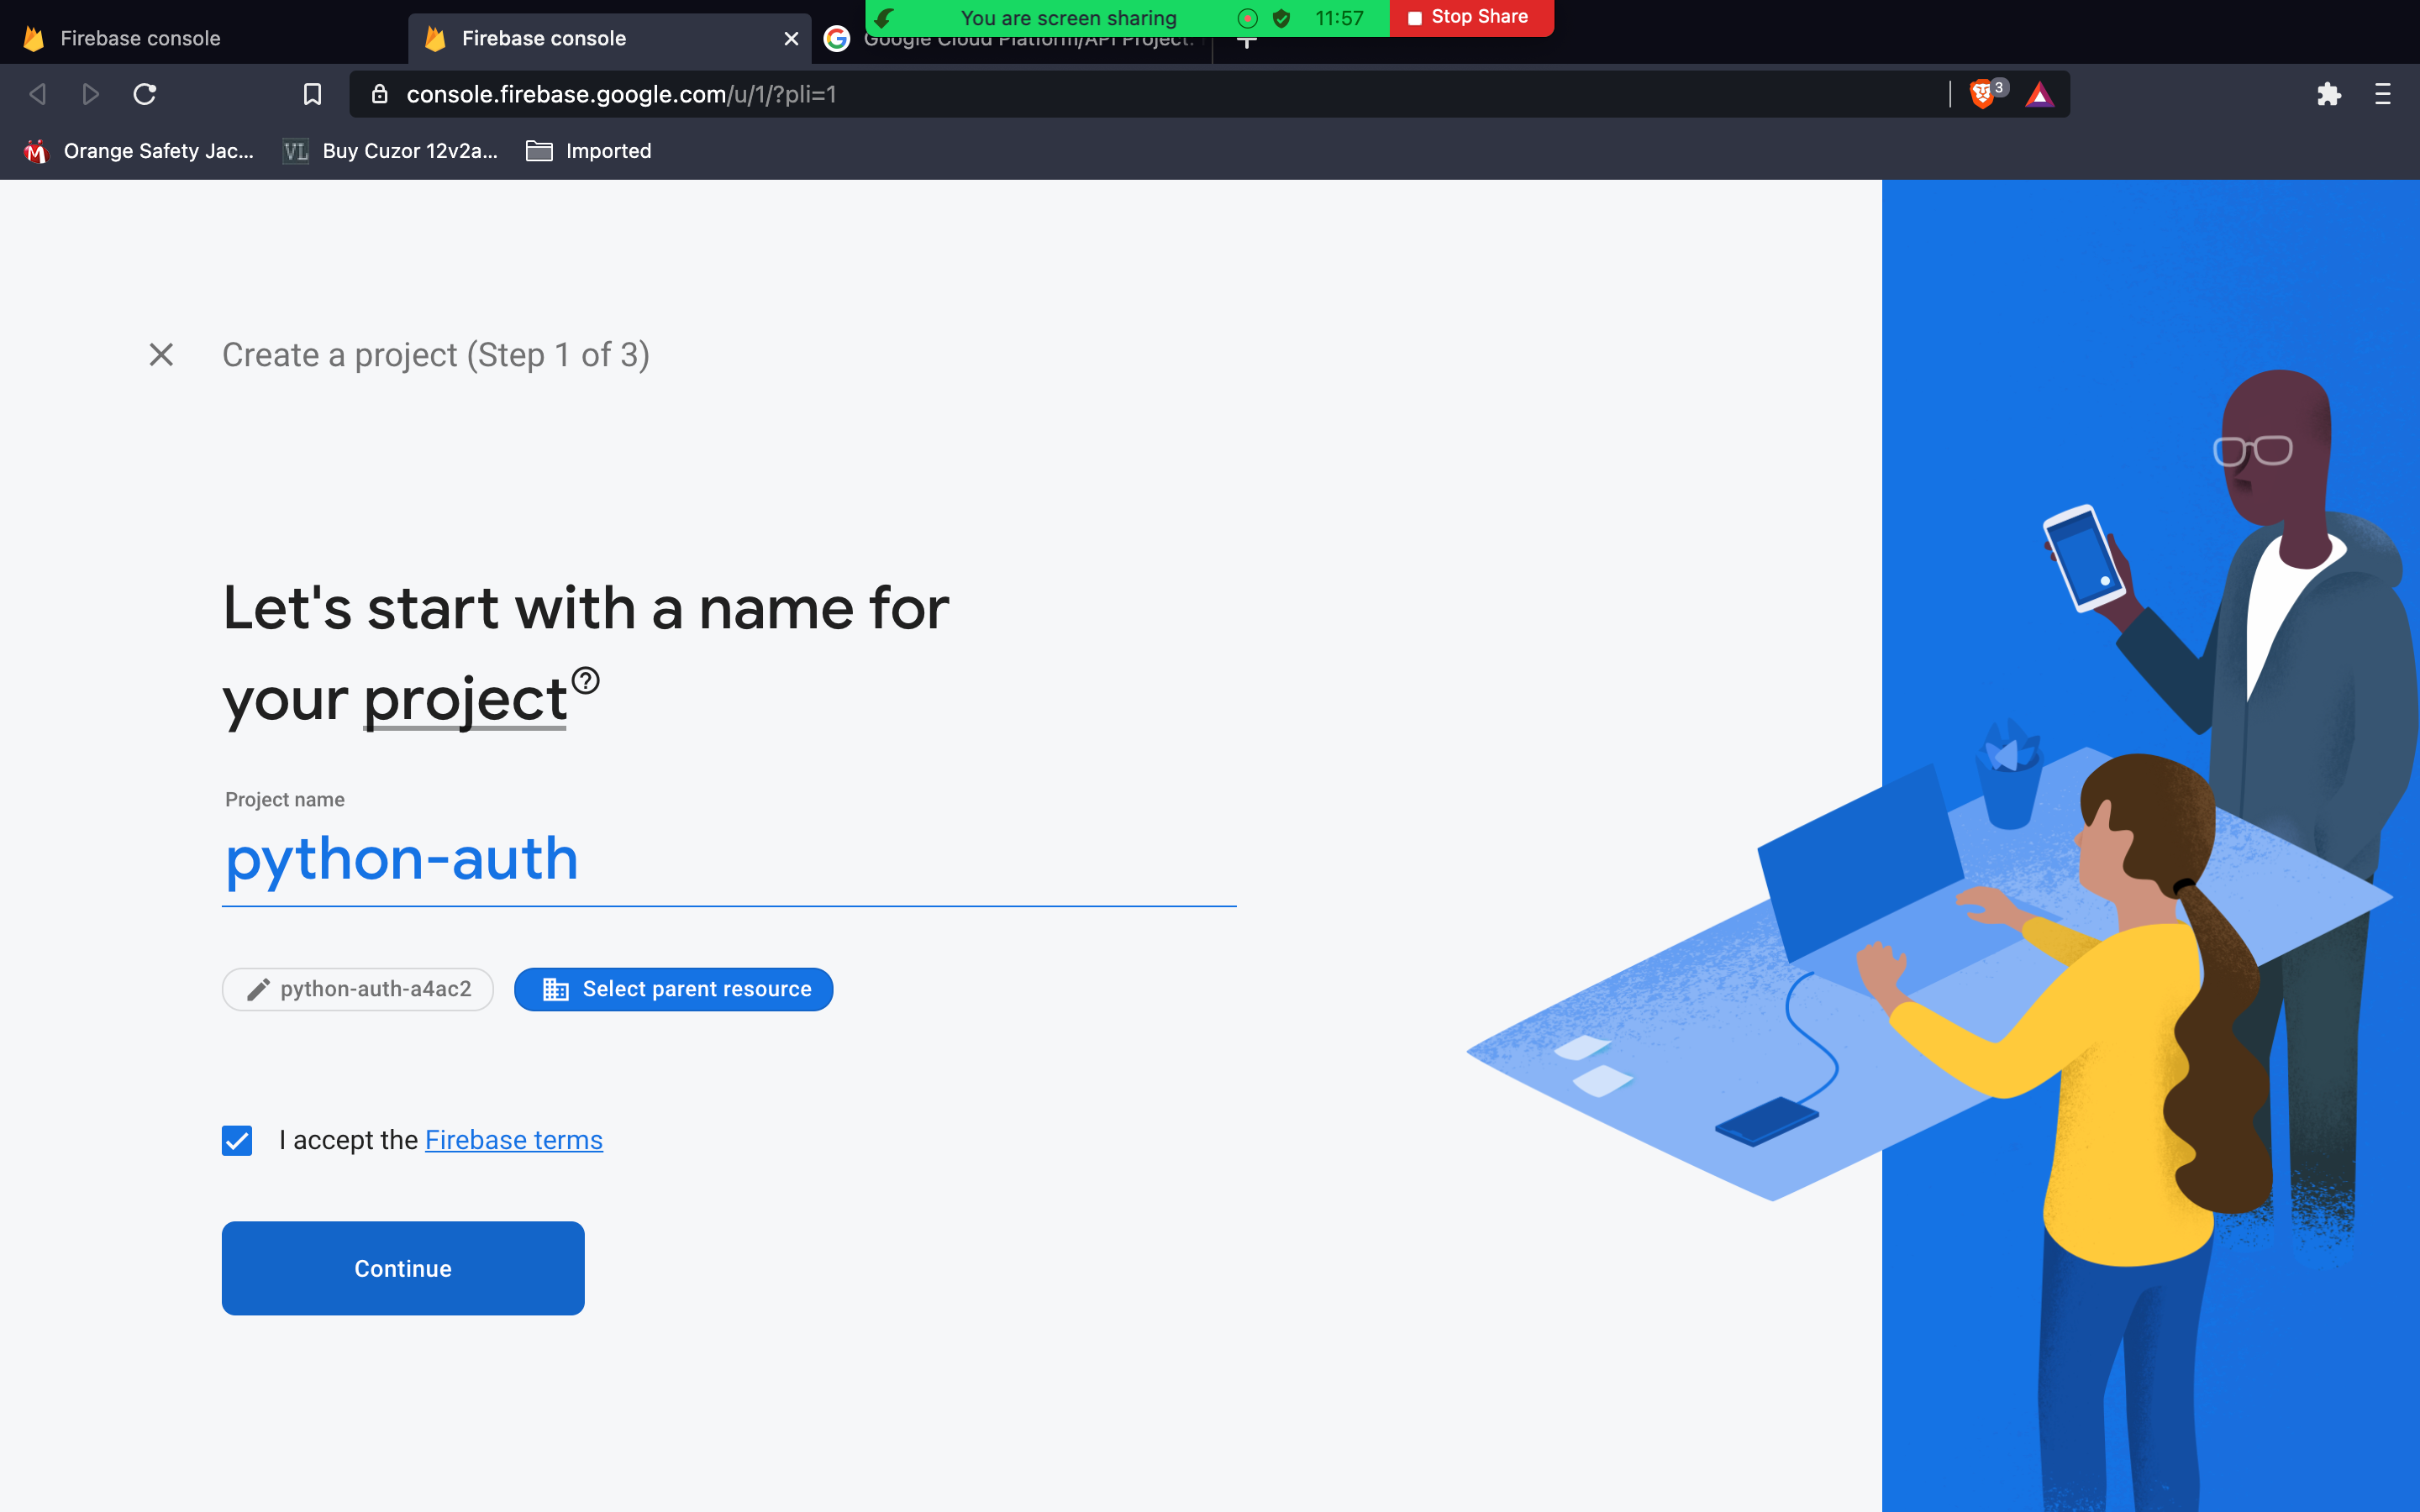 Firebase console
Firebase console
You are screen sharing
11:57
Stop Share
Google Cloud Platform/API Project:
console.firebase.google.com/u/1/?pli=1
3
Orange Safety Jac...
VL
Buy Cuzor 12v2a...
Imported
Create a project (Step 1 of 3)
Let's start with a name for
your project
Project name
python-auth
python-auth-a4ac2
Select parent resource
I accept the Firebase terms
Continue